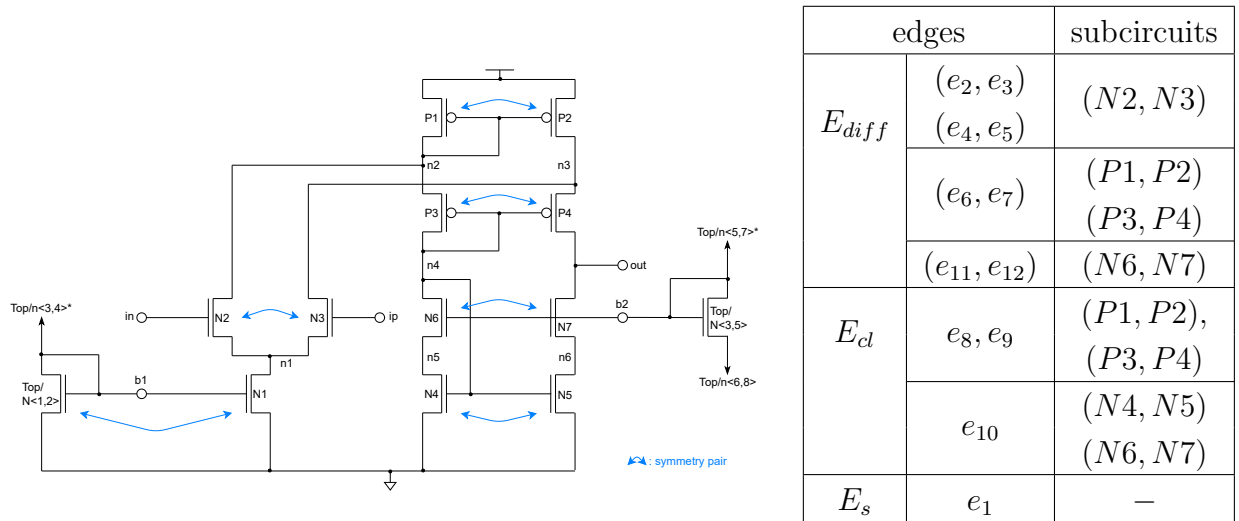 P1
P2
n2
n3
P3
P4
Top/n<5,7>*
n4
out
Top/n<3,4>*
in
N2
N3
ip
N6
N7
b2
Top/
N<3,5>
n1
n5
n6
Top/
N<1,2>
b1
N1
N4
N5
Top/n<6,8>
: symmetry pair
edges subcircuits
E_diff (e_2, e_3) (N2, N3)
(e_4, e_5)
(e_6, e_7) (P1, P2)
(P3, P4)
(e_11, e_12) (N6, N7)
E_cl e_8, e_9 (P1, P2),
(P3, P4)
e_10 (N4, N5)
(N6, N7)
E_s e_1 −